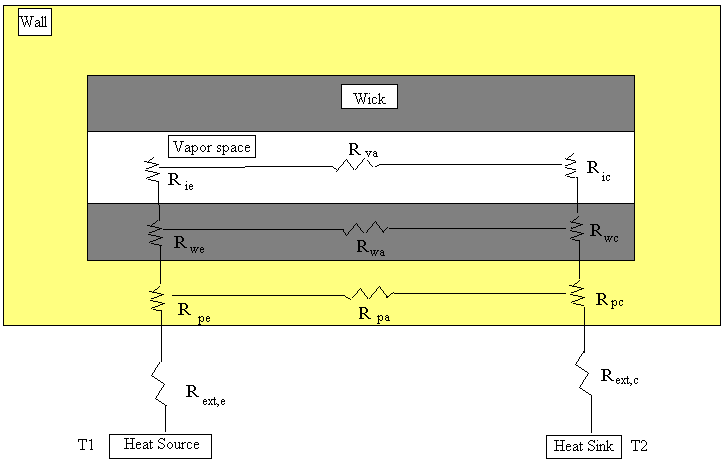 Wall
Wick
Vapor space
R va
R ie
R ic
R we
R wa
R wc
R pe
R pa
R pc
R ext,e
R ext,c
T1 Heat Source
Heat Sink T2